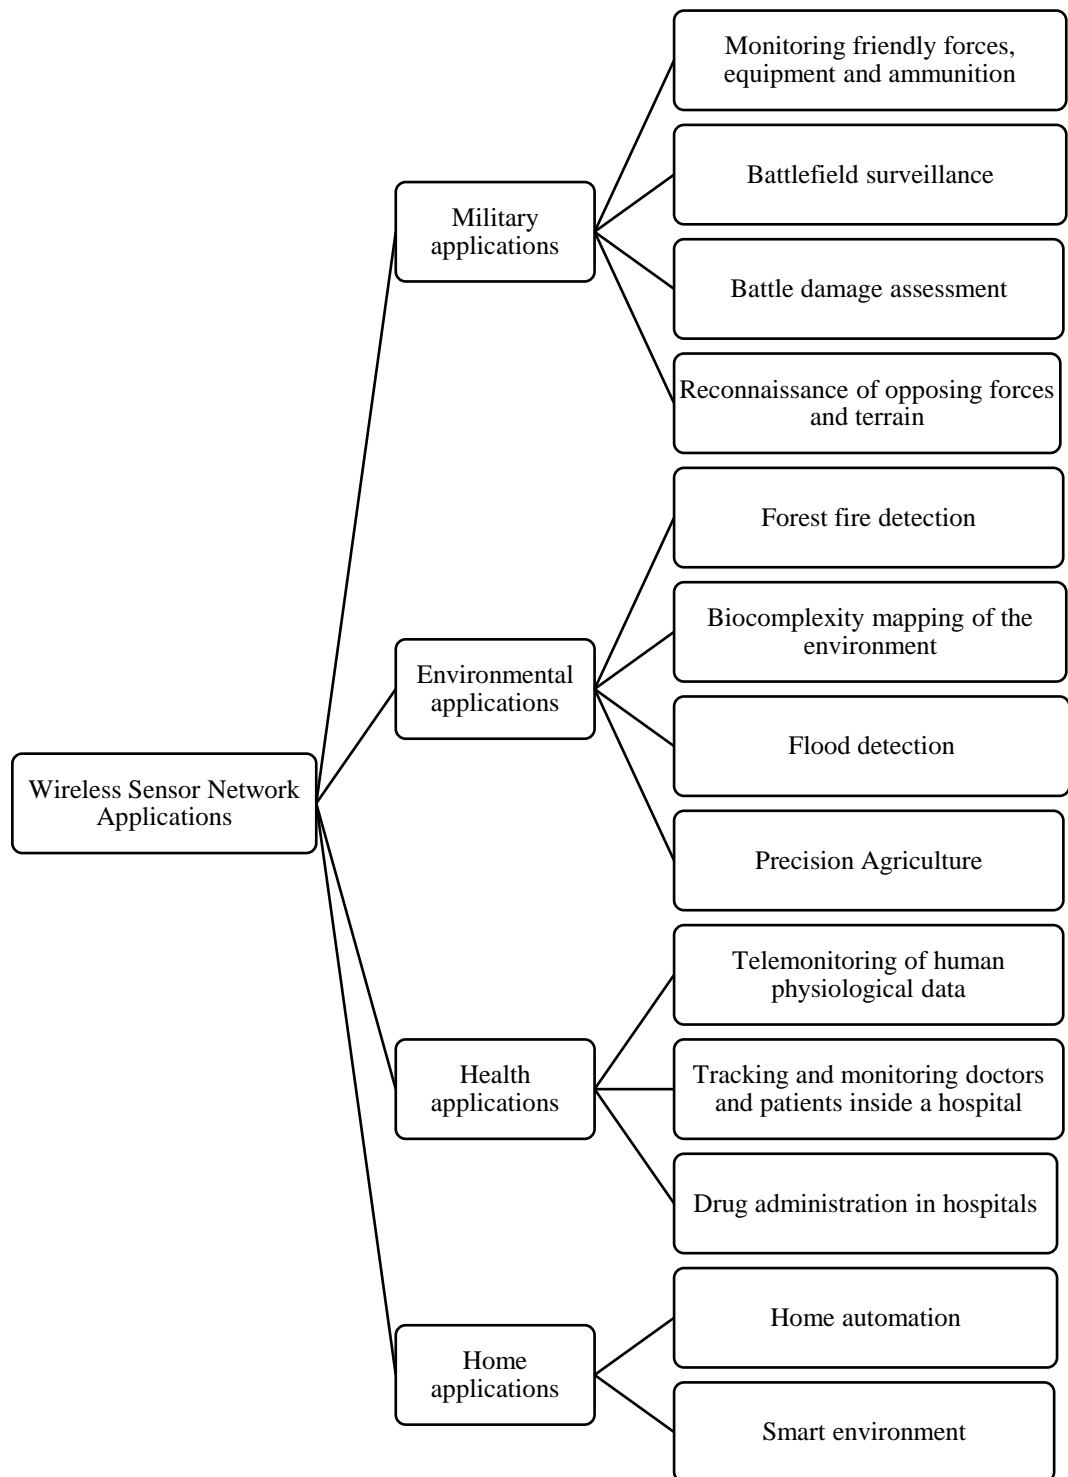 Monitoring friendly forces,
equipment and ammunition
Battlefield surveillance
Military
applications
Battle damage assessment
Reconnaissance of opposing forces
and terrain
Forest fire detection
Biocomplexity mapping of the
environment
Environmental
applications
Flood detection
Wireless Sensor Network
Applications
Precision Agriculture
Telemonitoring of human
physiological data
Health
applications
Tracking and monitoring doctors
and patients inside a hospital
Drug administration in hospitals
Home automation
Home
applications
Smart environment